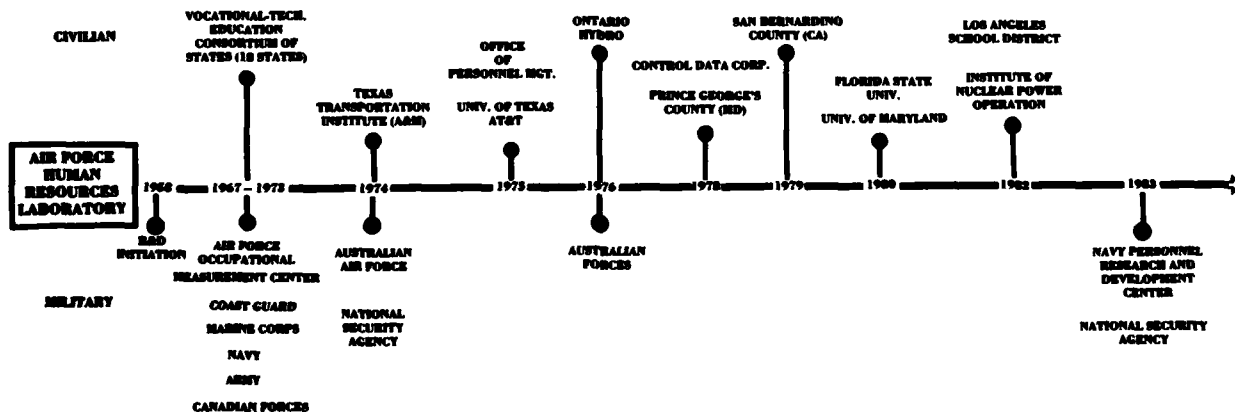 CIVILIAN
VOCATIONAL-TECH.
EDUCATION
CONSORTIUM OF
STATES (18 STATES)
TEXAS
TRANSPORTATION
INSTITUTE (A&M)
OFFICE
OF
PERSONNEL MGT.
UNIV. OF TEXAS
AT&T
ONTARIO
HYDRO
CONTROL DATA CORP.
PRINCE GEORGE'S
COUNTY (MD)
SAN BERNARDINO
COUNTY (CA)
FLORIDA STATE
UNIV.
UNIV. OF MARYLAND
LOS ANGELES
SCHOOL DISTRICT
INSTITUTE OF
NUCLEAR POWER
OPERATION
AIR FORCE
HUMAN
RESOURCES
LABORATORY
1966
1967 – 1973
1974
1975
1976
1978
1979
1980
1982
1983
R&D
INITIATION
AIR FORCE
OCCUPATIONAL
MEASUREMENT CENTER
COAST GUARD
MARINE CORPS
NAVY
ARMY
CANADIAN FORCES
AUSTRALIAN
AIR FORCE
NATIONAL
SECURITY
AGENCY
AUSTRALIAN
FORCES
NAVY PERSONNEL
RESEARCH AND
DEVELOPMENT
CENTER
NATIONAL SECURITY
AGENCY
MILITARY